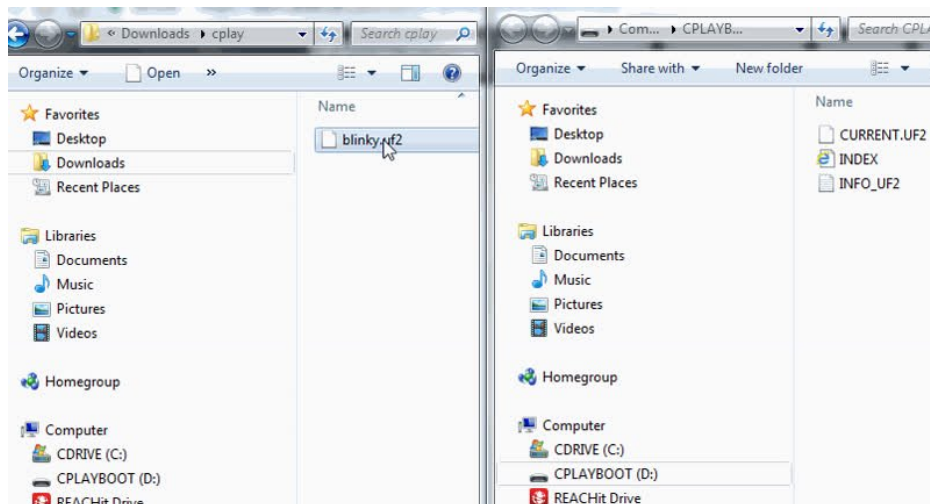 « Downloads › cplay
Search cplay
Organize
Open
»
Favorites
Desktop
Downloads
Recent Places
Libraries
Documents
Music
Pictures
Videos
Homegroup
Computer
CDRIVE (C:)
CPLAYBOOT (D:)
REACHit Drive
Name
blinky.uf2
Com... › CPLAYB...
Search CPLA
Organize
Share with
New folder
Favorites
Desktop
Downloads
Recent Places
Libraries
Documents
Music
Pictures
Videos
Homegroup
Computer
CDRIVE (C:)
CPLAYBOOT (D:)
REACHit Drive
Name
CURRENT.UF2
INDEX
INFO_UF2